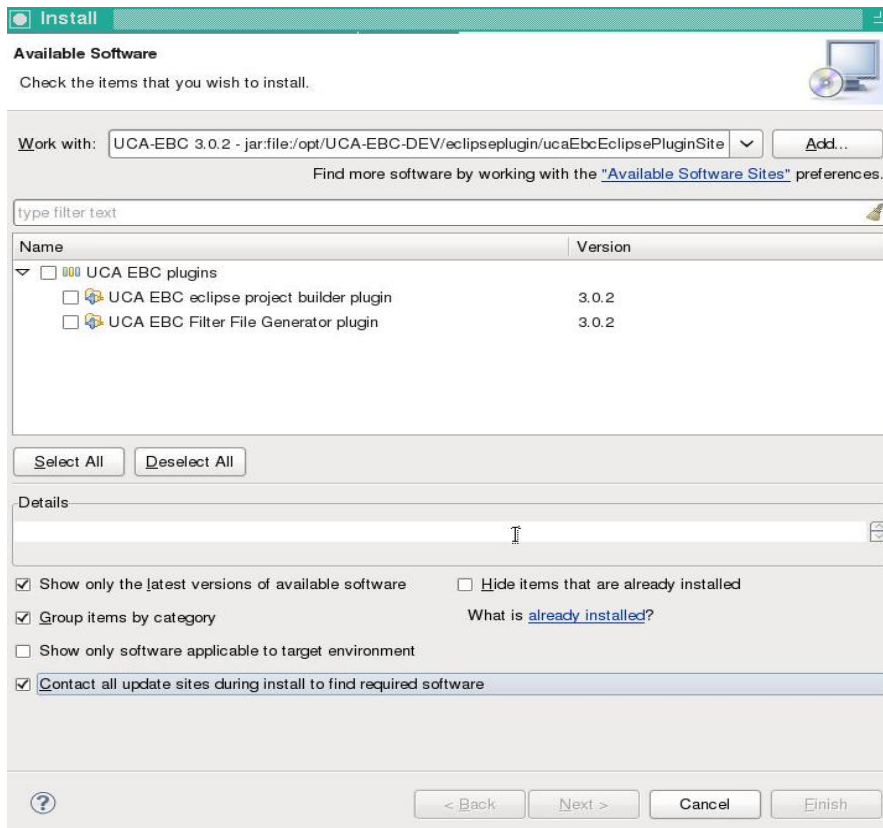 Install
Available Software
Check the items that you wish to install.
Work with: UCA-EBC 3.0.2 - jar:file:/opt/UCA-EBC-DEV/eclipseplugin/ucaEbcEclipsePluginSite Add...
Find more software by working with the "Available Software Sites" preferences.
type filter text
Name Version
UCA EBC plugins
UCA EBC eclipse project builder plugin 3.0.2
UCA EBC Filter File Generator plugin 3.0.2
Select All Deselect All
Details
Show only the latest versions of available software Hide items that are already installed
Group items by category What is already installed?
Show only software applicable to target environment
Contact all update sites during install to find required software
? < Back Next > Cancel Finish